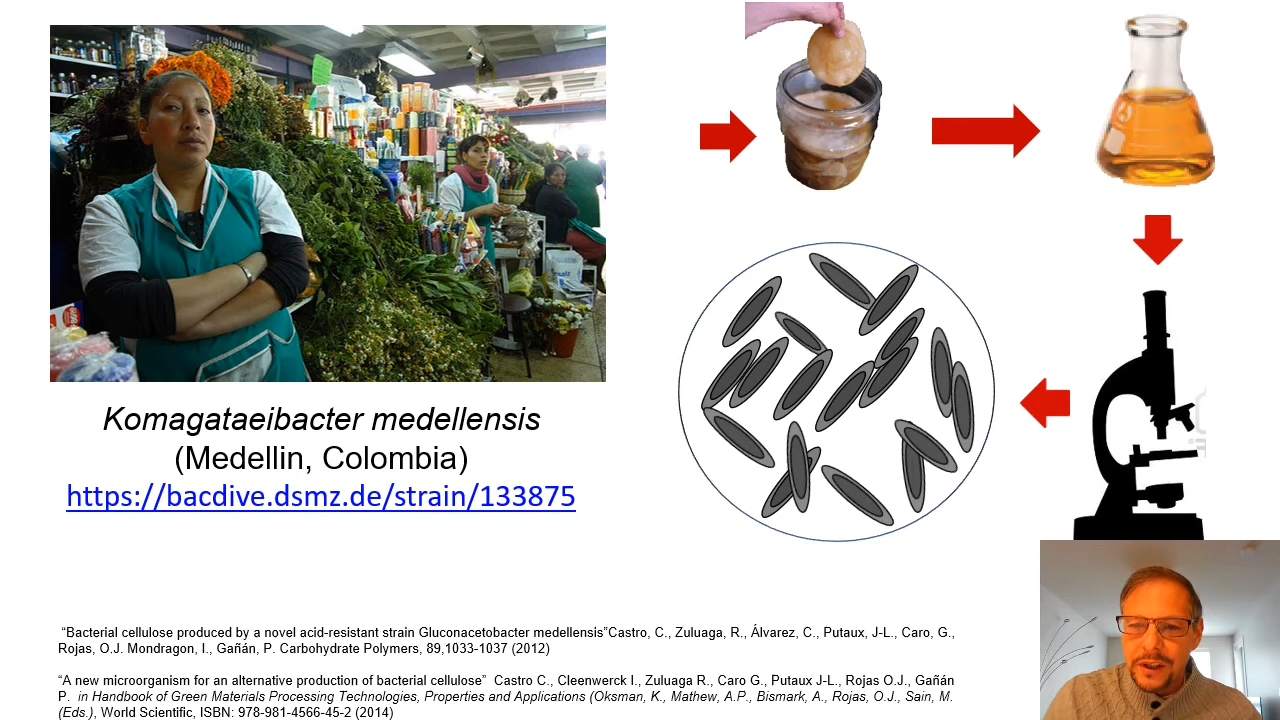 Komagataeibacter medellensis
(Medellin, Colombia)
https://bacdive.dsmz.de/strain/133875
“Bacterial cellulose produced by a novel acid-resistant strain Gluconacetobacter medellensis”Castro, C., Zuluaga, R., Álvarez, C., Putaux, J-L., Caro, G.,
Rojas, O.J. Mondragon, I., Gañán, P. Carbohydrate Polymers, 89,1033-1037 (2012)
“A new microorganism for an alternative production of bacterial cellulose” Castro C., Cleenwerck I., Zuluaga R., Caro G., Putaux J-L., Rojas O.J., Gañán
P. in Handbook of Green Materials Processing Technologies, Properties and Applications (Oksman, K., Mathew, A.P., Bismark, A., Rojas, O.J., Sain, M.
(Eds.), World Scientific, ISBN: 978-981-4566-45-2 (2014)